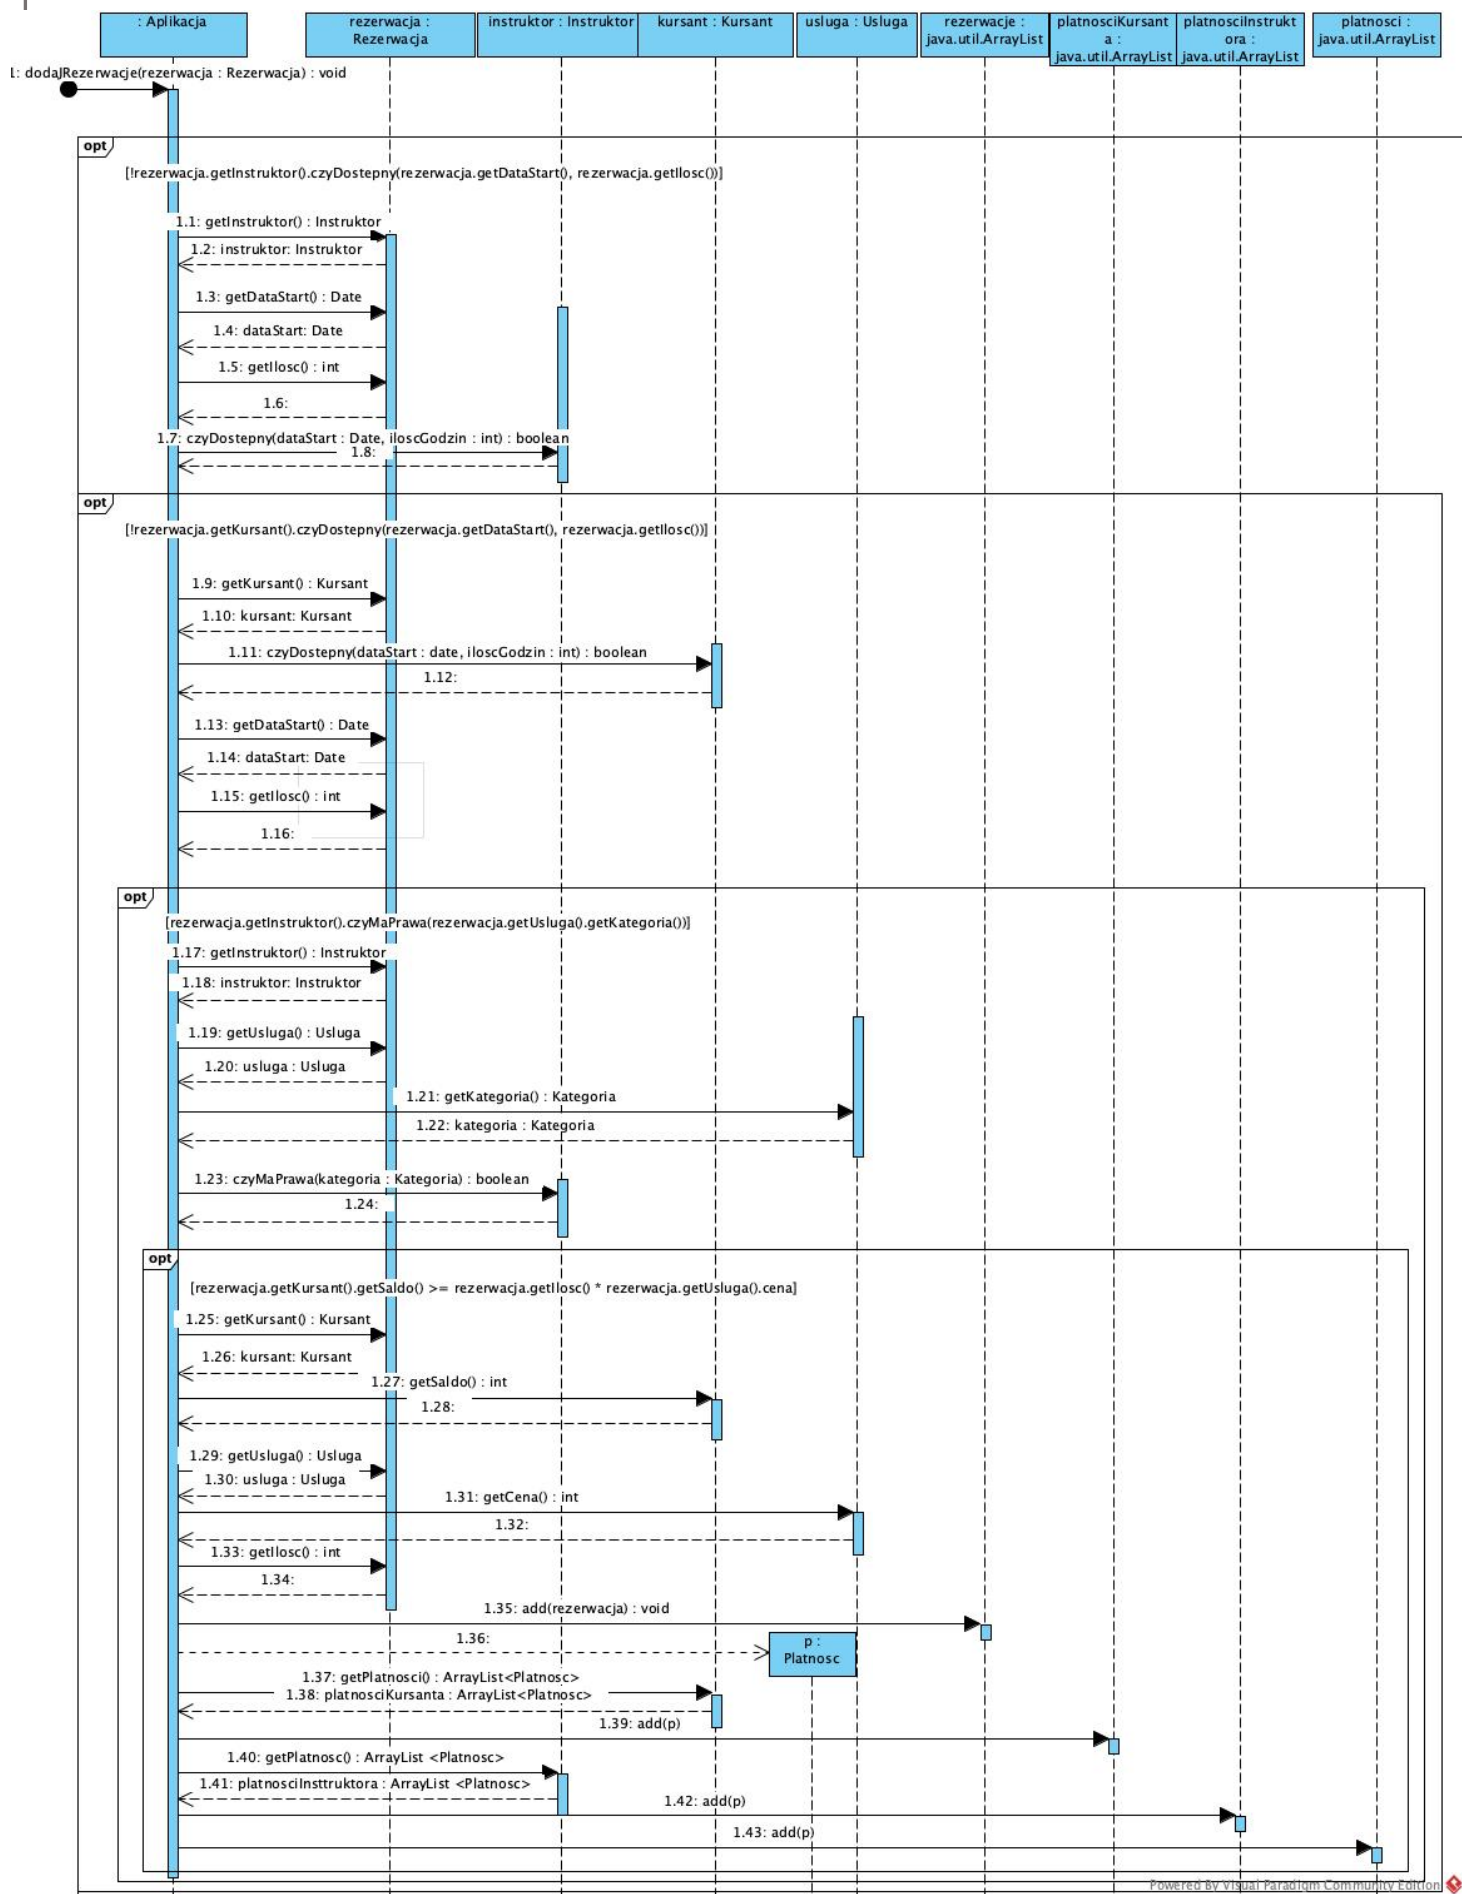 : Aplikacja
rezerwacja :
Rezerwacja
instruktor : Instruktor
kursant : Kursant
usluga : Usluga
rezerwacje :
java.util.ArrayList
platnosciKursant
a :
java.util.ArrayList
platnosciInstrukt
ora :
java.util.ArrayList
platnosci :
java.util.ArrayList
1: dodajRezerwacje(rezerwacja : Rezerwacja) : void
opt
[!rezerwacja.getInstruktor().czyDostepny(rezerwacja.getDataStart(), rezerwacja.getIlosc())]
1.1: getInstruktor() : Instruktor
1.2: instruktor: Instruktor
1.3: getDataStart() : Date
1.4: dataStart: Date
1.5: getIlosc() : int
1.6:
1.7: czyDostepny(dataStart : Date, iloscGodzin : int) : boolean
1.8:
opt
[!rezerwacja.getKursant().czyDostepny(rezerwacja.getDataStart(), rezerwacja.getIlosc())]
1.9: getKursant() : Kursant
1.10: kursant: Kursant
1.11: czyDostepny(dataStart : date, iloscGodzin : int) : boolean
1.12:
1.13: getDataStart() : Date
1.14: dataStart: Date
1.15: getIlosc() : int
1.16:
opt
[rezerwacja.getInstruktor().czyMaPrawa(rezerwacja.getUsluga().getKategoria())]
1.17: getInstruktor() : Instruktor
1.18: instruktor: Instruktor
1.19: getUsluga() : Usluga
1.20: usluga : Usluga
1.21: getKategoria() : Kategoria
1.22: kategoria : Kategoria
1.23: czyMaPrawa(kategoria : Kategoria) : boolean
1.24:
opt
[rezerwacja.getKursant().getSaldo() >= rezerwacja.getIlosc() * rezerwacja.getUsluga().cena]
1.25: getKursant() : Kursant
1.26: kursant: Kursant
1.27: getSaldo() : int
1.28:
1.29: getUsluga() : Usluga
1.30: usluga : Usluga
1.31: getCena() : int
1.32:
1.33: getIlosc() : int
1.34:
1.35: add(rezerwacja) : void
1.36:
p :
Platnosc
1.37: getPlatnosci() : ArrayList<Platnosc>
1.38: platnosciKursanta : ArrayList<Platnosc>
1.39: add(p)
1.40: getPlatnosc() : ArrayList <Platnosc>
1.41: platnosciInsttruktora : ArrayList <Platnosc>
1.42: add(p)
1.43: add(p)
Powered By Visual Paradigm Community Edition